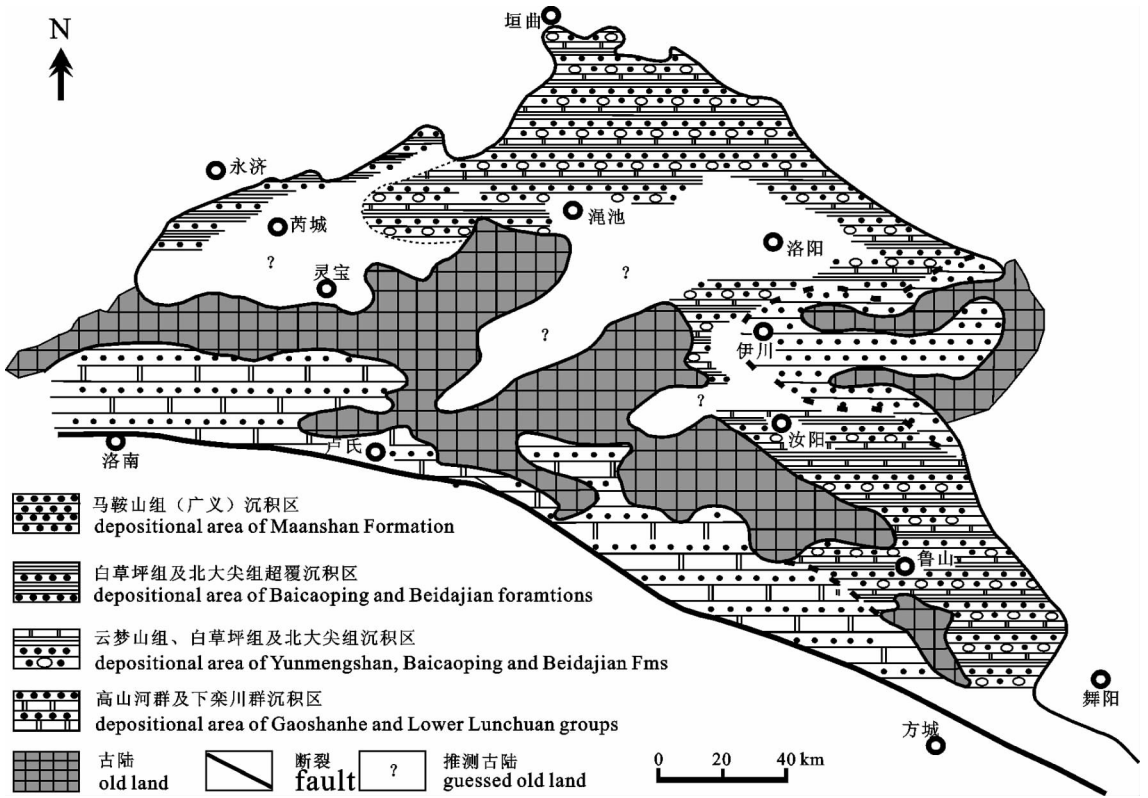 垣曲
N
永济
芮城
渑池
洛阳
?
?
灵宝
?
伊川
?
汝阳
洛南
卢氏
鲁山
马鞍山组（广义）沉积区
depositional area of Maanshan Formation
白草坪组及北大尖组超覆沉积区
depositional area of Baicaoping and Beidajian foramtions
云梦山组、白草坪组及北大尖组沉积区
depositional area of Yunmengshan, Baicaoping and Beidajian Fms
高山河群及下栾川群沉积区
depositional area of Gaoshanhe and Lower Lunchuan groups
舞阳
方城
古陆
old land
断裂
fault
?
推测古陆
guessed old land
0 20 40 km